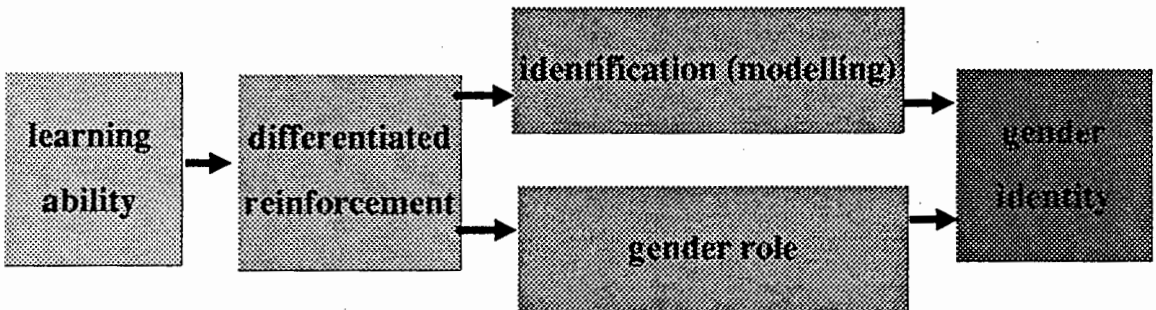 learning
ability
differentiated
reinforcement
identification (modelling)
gender role
gender
identity